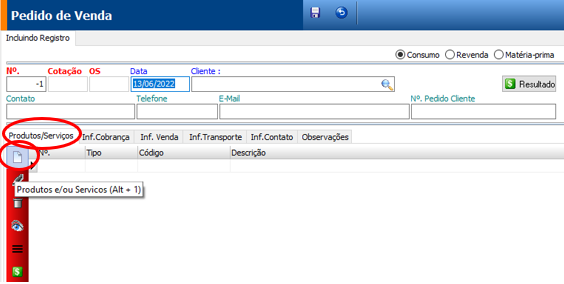 Pedido de Venda
Incluindo Registro
Consumo Revenda Matéria-prima
Nº. Cotação OS Data Cliente :
-1 13/06/2022 Resultado
Contato Telefone E-Mail Nº. Pedido Cliente
Produtos/Serviços Inf.Cobrança Inf. Venda Inf.Transporte Inf.Contato Observações
Nº. Tipo Código Descrição
Produtos e/ou Servicos (Alt + 1)